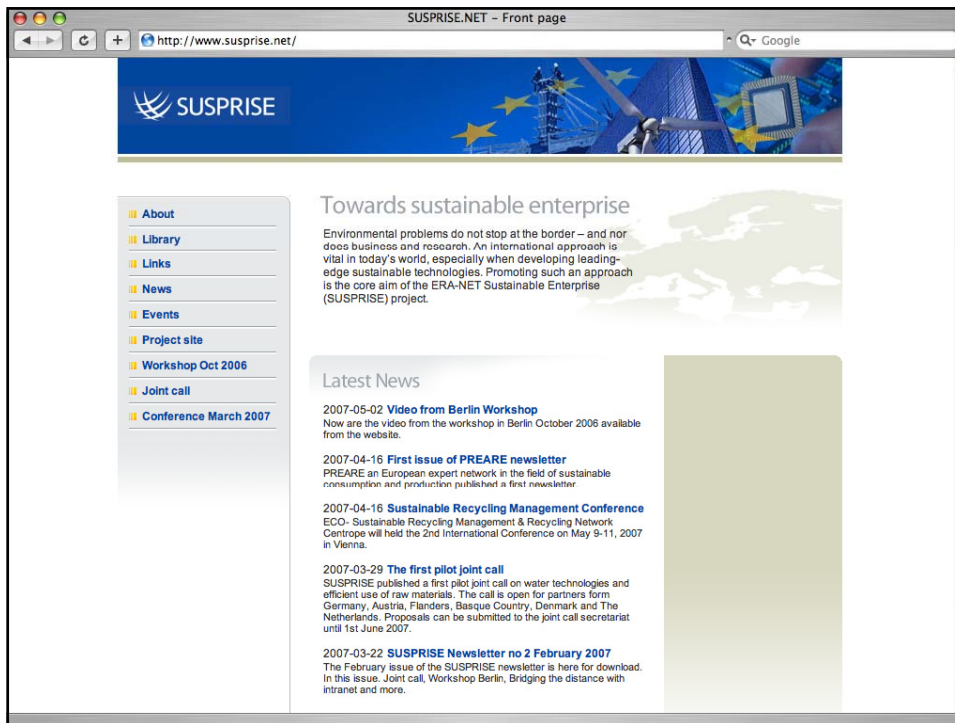 SUSPRISE.NET – Front page
http://www.susprise.net/
Google
SUSPRISE
About
Library
Links
News
Events
Project site
Workshop Oct 2006
Joint call
Conference March 2007
Towards sustainable enterprise
Environmental problems do not stop at the border – and nor
does business and research. An international approach is
vital in today's world, especially when developing leading-
edge sustainable technologies. Promoting such an approach
is the core aim of the ERA-NET Sustainable Enterprise
(SUSPRISE) project.
Latest News
2007-05-02 Video from Berlin Workshop
Now are the video from the workshop in Berlin October 2006 available
from the website.
2007-04-16 First issue of PREARE newsletter
PREARE an European expert network in the field of sustainable
consumption and production published a first newsletter.
2007-04-16 Sustainable Recycling Management Conference
ECO- Sustainable Recycling Management & Recycling Network
Centrope will held the 2nd International Conference on May 9-11, 2007
in Vienna.
2007-03-29 The first pilot joint call
SUSPRISE published a first pilot joint call on water technologies and
efficient use of raw materials. The call is open for partners form
Germany, Austria, Flanders, Basque Country, Denmark and The
Netherlands. Proposals can be submitted to the joint call secretariat
until 1st June 2007.
2007-03-22 SUSPRISE Newsletter no 2 February 2007
The February issue of the SUSPRISE newsletter is here for download.
In this issue. Joint call, Workshop Berlin, Bridging the distance with
intranet and more.